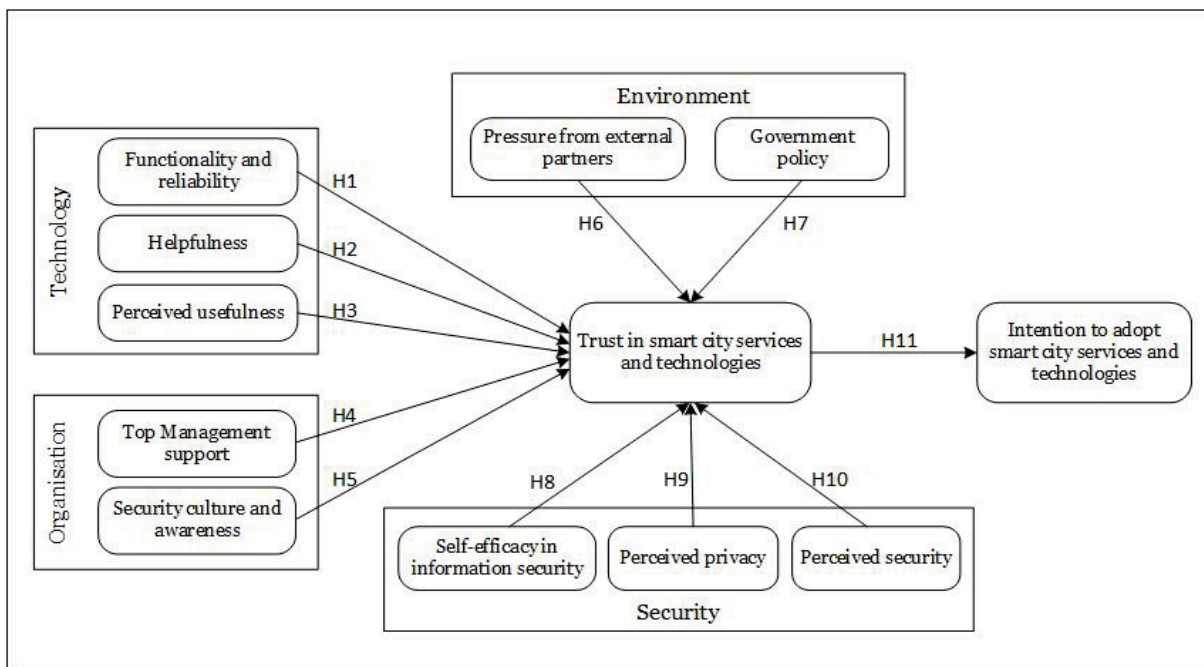 Environment
Pressure from external
partners
Government
policy
Technology
Functionality and
reliability
Helpfulness
Perceived usefulness
H1
H2
H3
H6
H7
Trust in smart city services
and technologies
H11
Intention to adopt
smart city services and
technologies
Organisation
Top Management
support
Security culture and
awareness
H4
H5
H8
H9
H10
Self-efficacy in
information security
Perceived privacy
Perceived security
Security